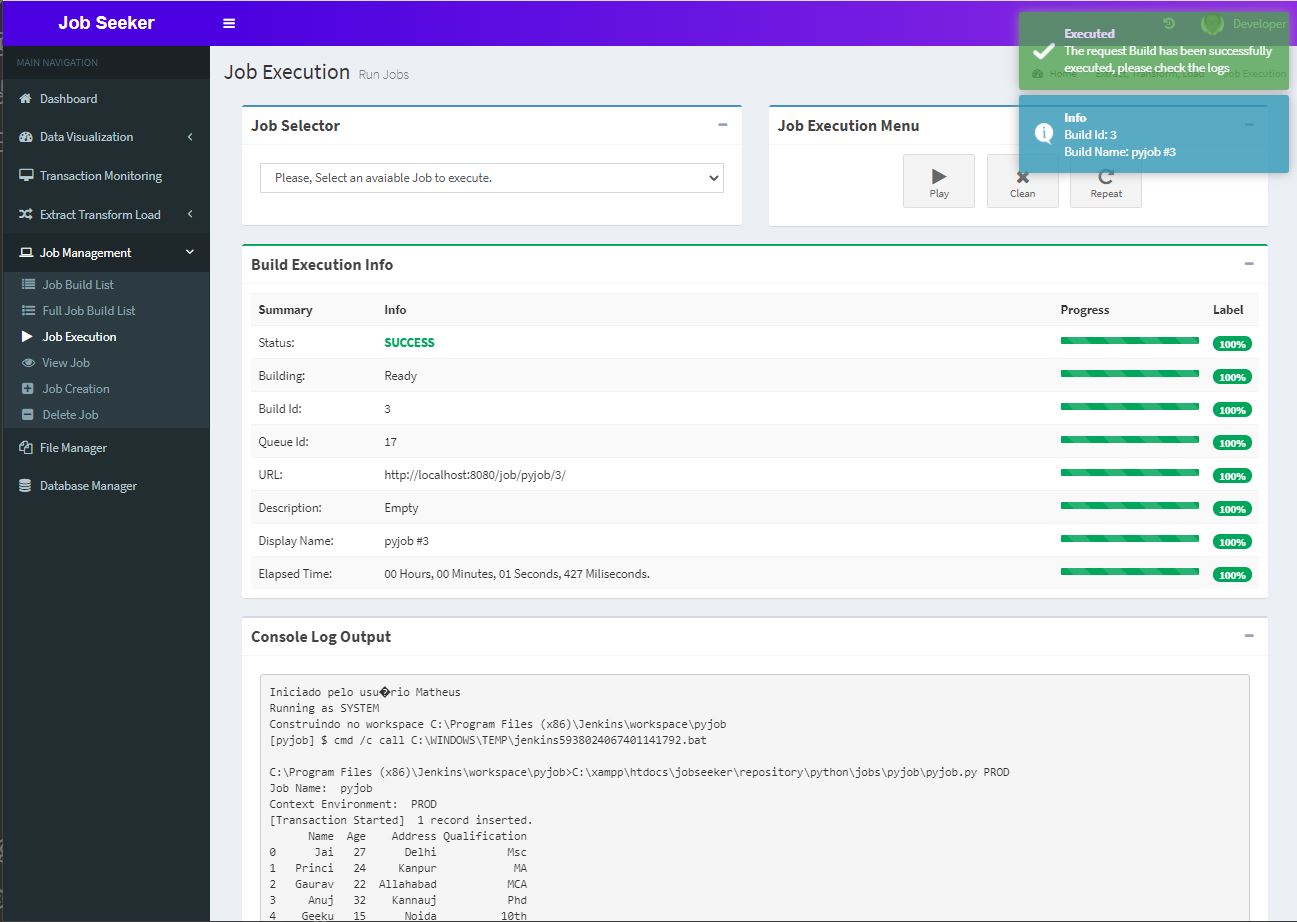 Job Seeker
Developer
Executed
The request Build has been successfully
executed, please check the logs
Info
Build Id: 3
Build Name: pyjob #3
MAIN NAVIGATION
Dashboard
Data Visualization
Transaction Monitoring
Extract Transform Load
Job Management
Job Build List
Full Job Build List
Job Execution
View Job
Job Creation
Delete Job
File Manager
Database Manager
Job Execution Run Jobs
Home Extract, Transform, Load Job Execution
Job Selector
Please, Select an avaiable Job to execute.
Job Execution Menu
Play Clean Repeat
Build Execution Info
Summary Info Progress Label
Status: SUCCESS 100%
Building: Ready 100%
Build Id: 3 100%
Queue Id: 17 100%
URL: http://localhost:8080/job/pyjob/3/ 100%
Description: Empty 100%
Display Name: pyjob #3 100%
Elapsed Time: 00 Hours, 00 Minutes, 01 Seconds, 427 Miliseconds. 100%
Console Log Output
Iniciado pelo usu�rio Matheus
Running as SYSTEM
Construindo no workspace C:\Program Files (x86)\Jenkins\workspace\pyjob
[pyjob] $ cmd /c call C:\WINDOWS\TEMP\jenkins5938024067401141792.bat
C:\Program Files (x86)\Jenkins\workspace\pyjob>C:\xampp\htdocs\jobseeker\repository\python\jobs\pyjob\pyjob.py PROD
Job Name: pyjob
Context Environment: PROD
[Transaction Started] 1 record inserted.
Name Age Address Qualification
0 Jai 27 Delhi Msc
1 Princi 24 Kanpur MA
2 Gaurav 22 Allahabad MCA
3 Anuj 32 Kannauj Phd
4 Geeku 15 Noida 10th